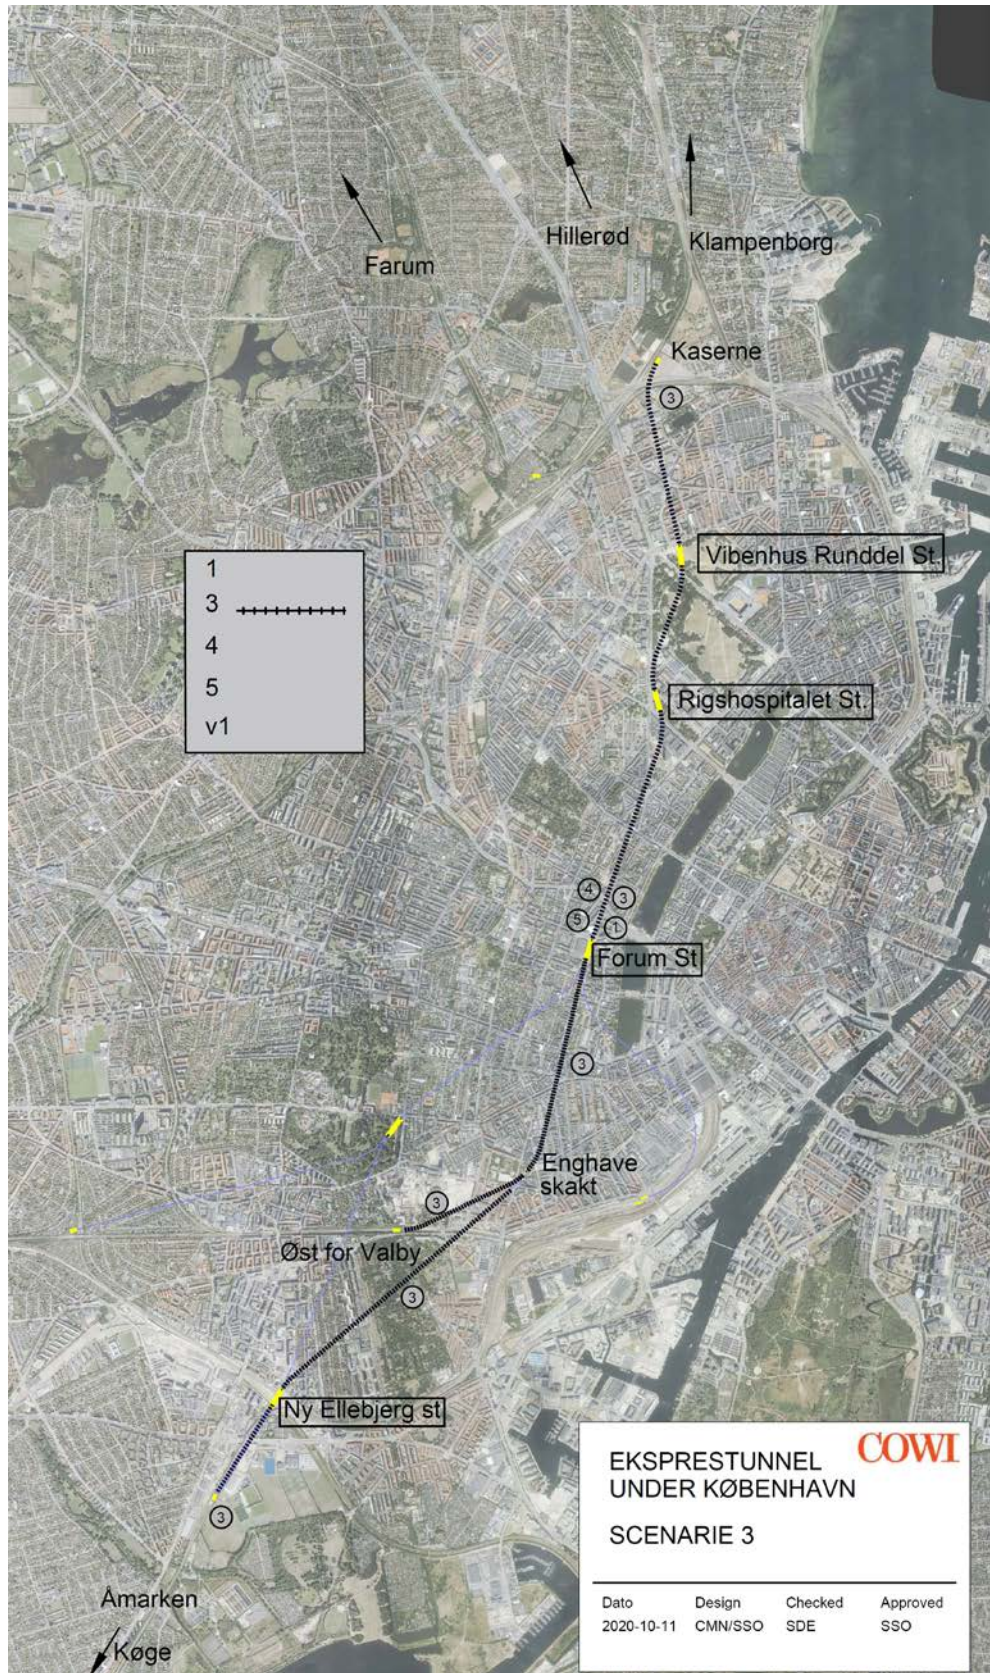 Hillerød
Klampenborg
Farum
Kaserne
3
Vibenhus Runddel St.
1
3
4
5
v1
Rigshospitalet St.
4
3
5
1
Forum St
3
Enghave
skakt
3
Øst for Valby
3
Ny Ellebjerg st
3
Åmarken
Køge
COWI
EKSPRESTUNNEL
UNDER KØBENHAVN
SCENARIE 3
Dato Design Checked Approved
2020-10-11 CMN/SSO SDE SSO